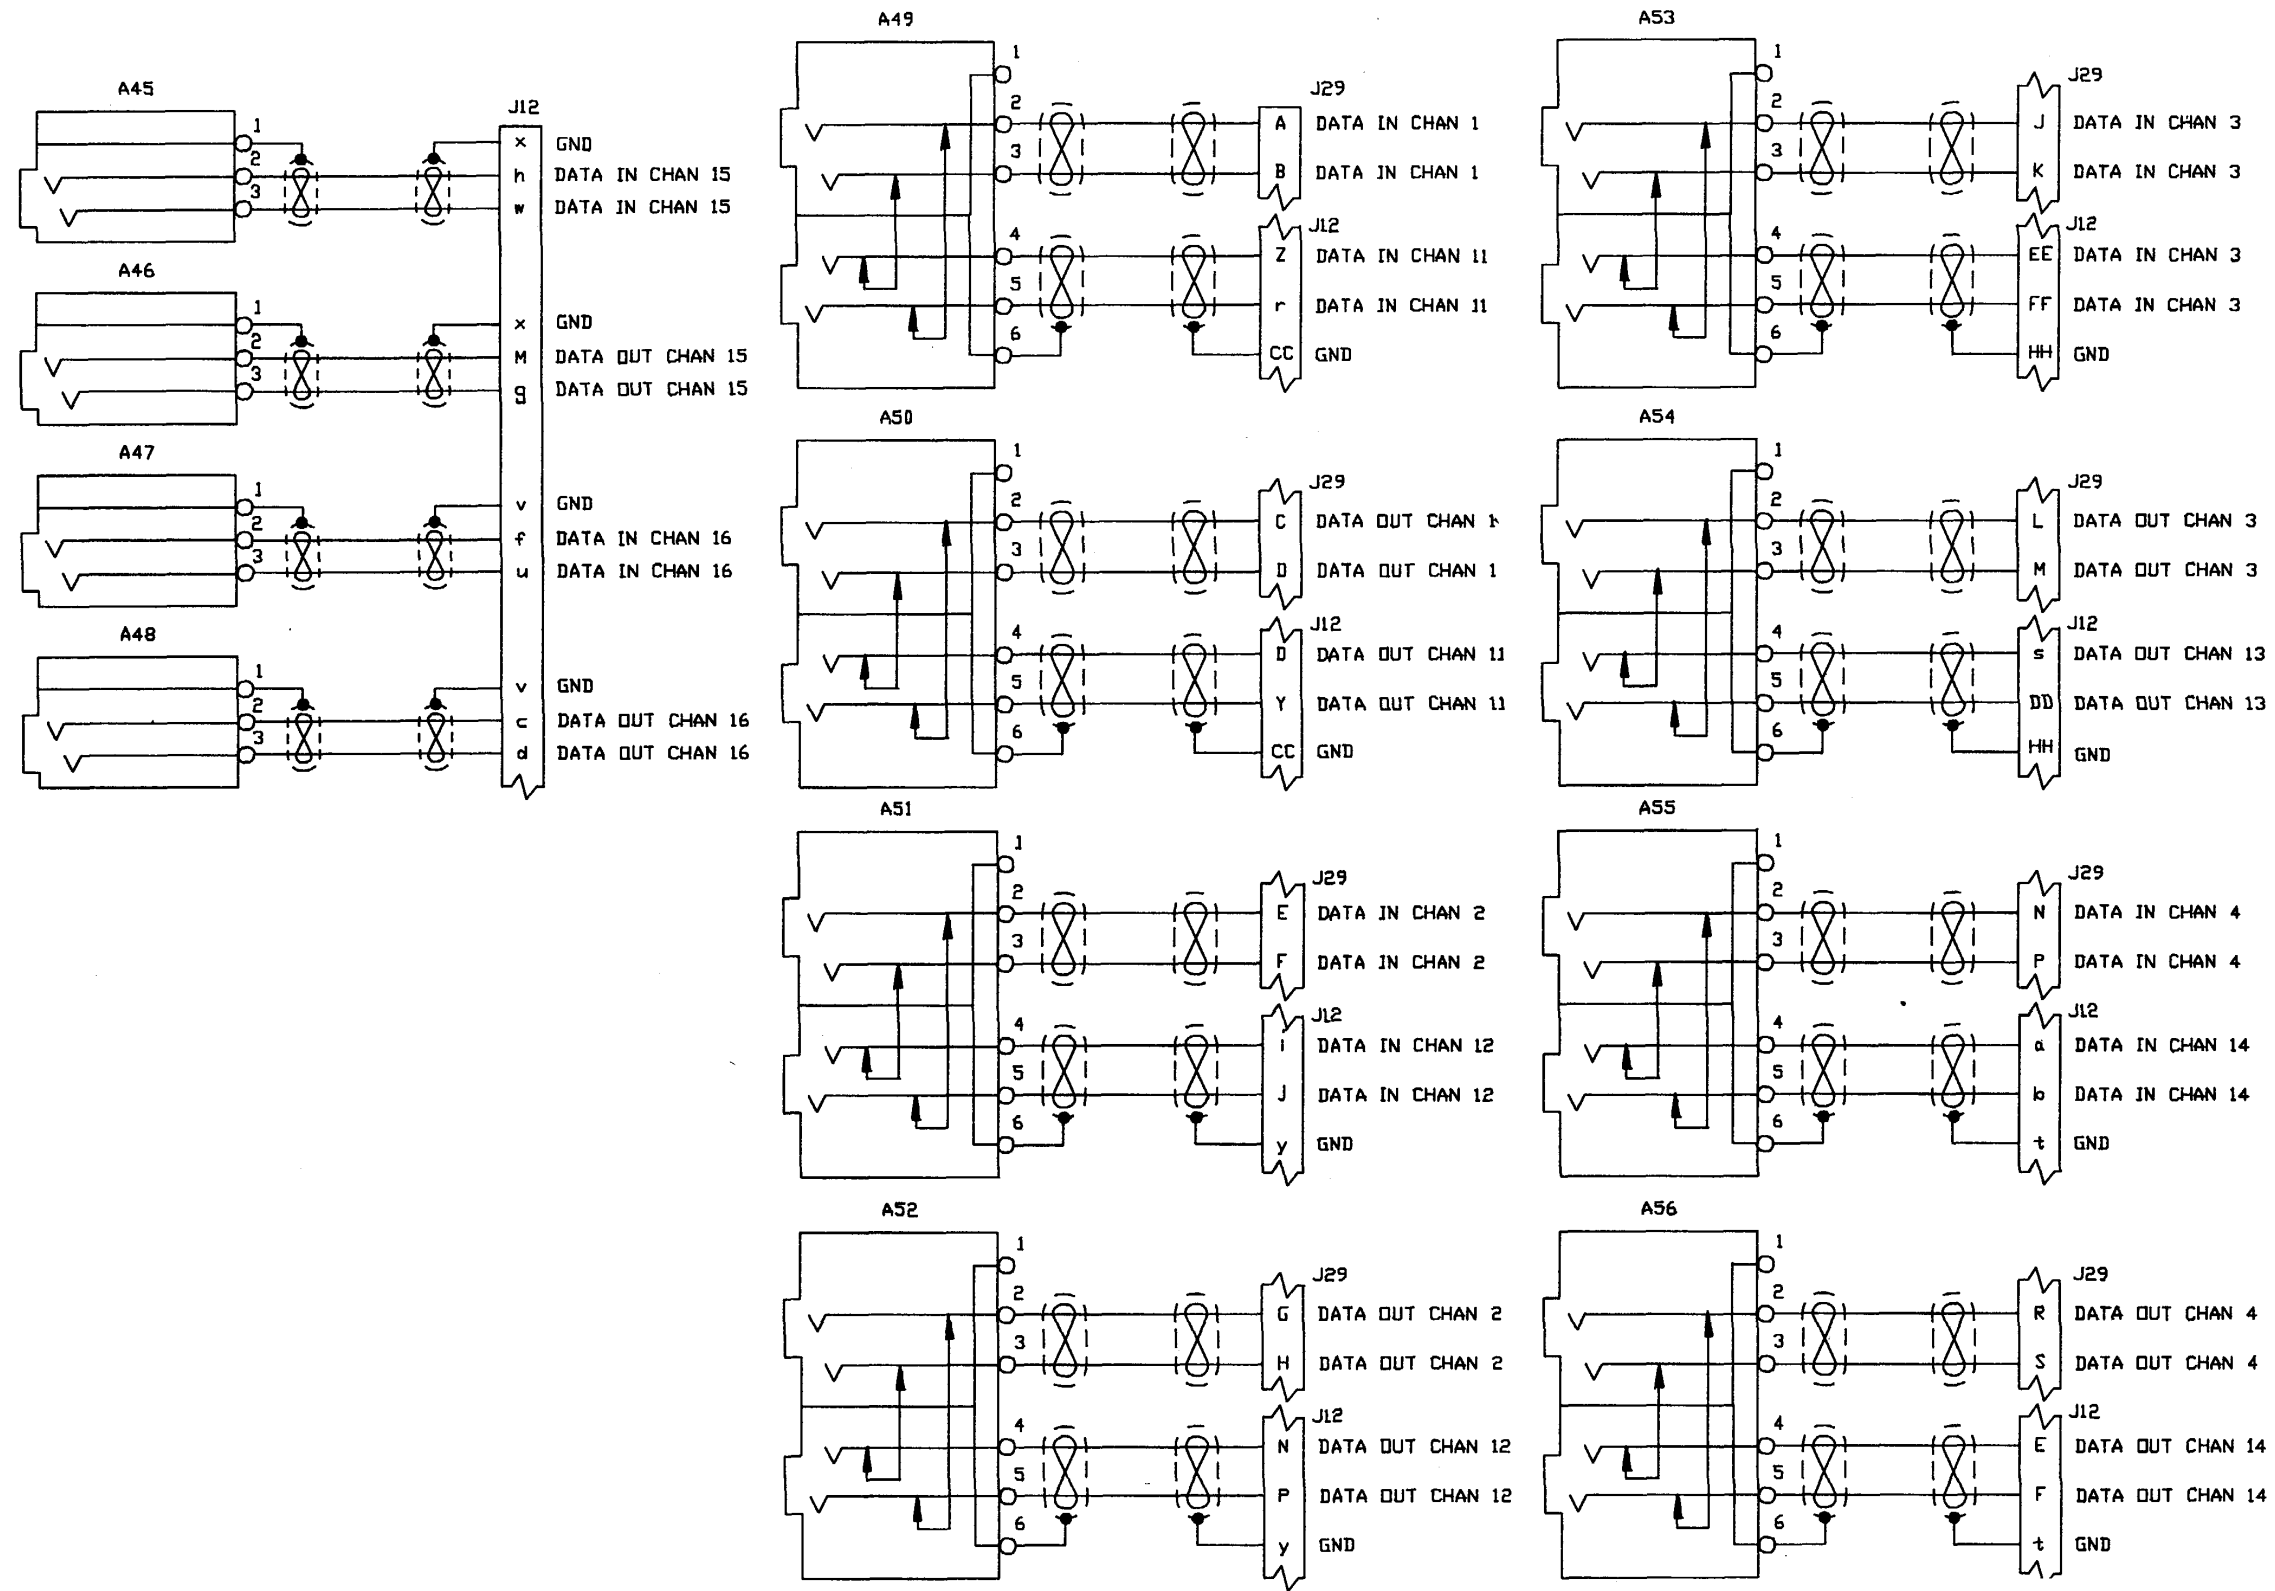 A45
J12
1
x GND
2
h DATA IN CHAN 15
3
w DATA IN CHAN 15
A46
1
x GND
2
M DATA OUT CHAN 15
3
g DATA OUT CHAN 15
A47
1
v GND
2
f DATA IN CHAN 16
3
u DATA IN CHAN 16
A48
1
v GND
2
c DATA OUT CHAN 16
3
d DATA OUT CHAN 16
A49
1
J29
2
A DATA IN CHAN 1
3
B DATA IN CHAN 1
J12
4
Z DATA IN CHAN 11
5
r DATA IN CHAN 11
6
CC GND
A50
1
J29
2
C DATA OUT CHAN 1
3
D DATA OUT CHAN 1
J12
4
D DATA OUT CHAN 11
5
Y DATA OUT CHAN 11
6
CC GND
A51
1
J29
2
E DATA IN CHAN 2
3
F DATA IN CHAN 2
J12
4
i DATA IN CHAN 12
5
J DATA IN CHAN 12
6
y GND
A52
1
J29
2
G DATA OUT CHAN 2
3
H DATA OUT CHAN 2
J12
4
N DATA OUT CHAN 12
5
P DATA OUT CHAN 12
6
y GND
A53
1
J29
2
J DATA IN CHAN 3
3
K DATA IN CHAN 3
J12
4
EE DATA IN CHAN 3
5
FF DATA IN CHAN 3
6
HH GND
A54
1
J29
2
L DATA OUT CHAN 3
3
M DATA OUT CHAN 3
J12
4
s DATA OUT CHAN 13
5
DD DATA OUT CHAN 13
6
HH GND
A55
1
J29
2
N DATA IN CHAN 4
3
P DATA IN CHAN 4
J12
4
a DATA IN CHAN 14
5
b DATA IN CHAN 14
6
t GND
A56
1
J29
2
R DATA OUT CHAN 4
3
S DATA OUT CHAN 4
J12
4
E DATA OUT CHAN 14
5
F DATA OUT CHAN 14
6
t GND